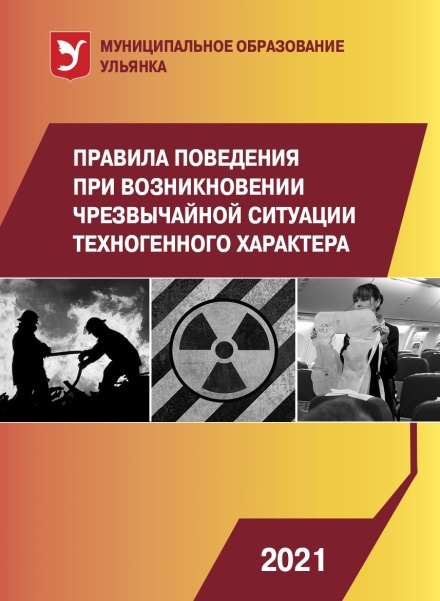 МУНИЦИПАЛЬНОЕ ОБРАЗОВАНИЕ
УЛЬЯНКА
ПРАВИЛА ПОВЕДЕНИЯ
ПРИ ВОЗНИКНОВЕНИИ
ЧРЕЗВЫЧАЙНОЙ СИТУАЦИИ
ТЕХНОГЕННОГО ХАРАКТЕРА
2021